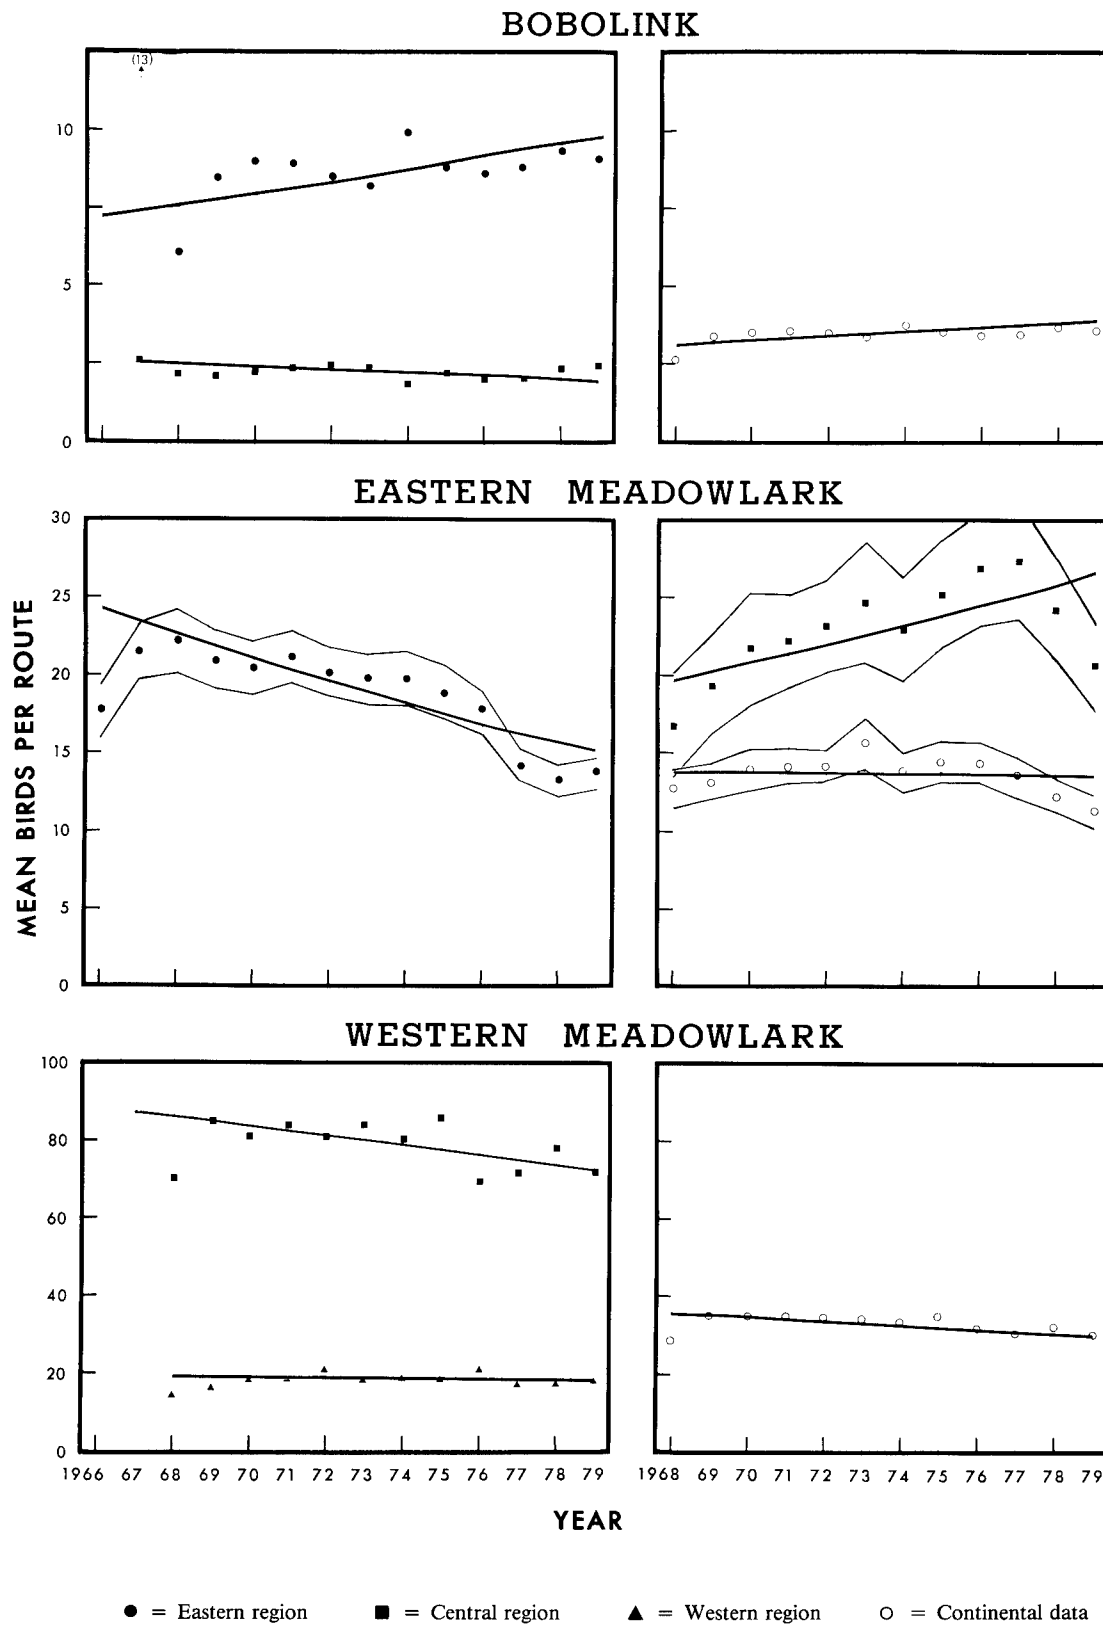 BOBOLINK
(13)
10
5
0
EASTERN MEADOWLARK
30
25
20
15
10
5
0
MEAN BIRDS PER ROUTE
WESTERN MEADOWLARK
100
80
60
40
20
0
1966 67 68 69 70 71 72 73 74 75 76 77 78 79
1968 69 70 71 72 73 74 75 76 77 78 79
YEAR
● = Eastern region ■ = Central region ▲ = Western region ○ = Continental data